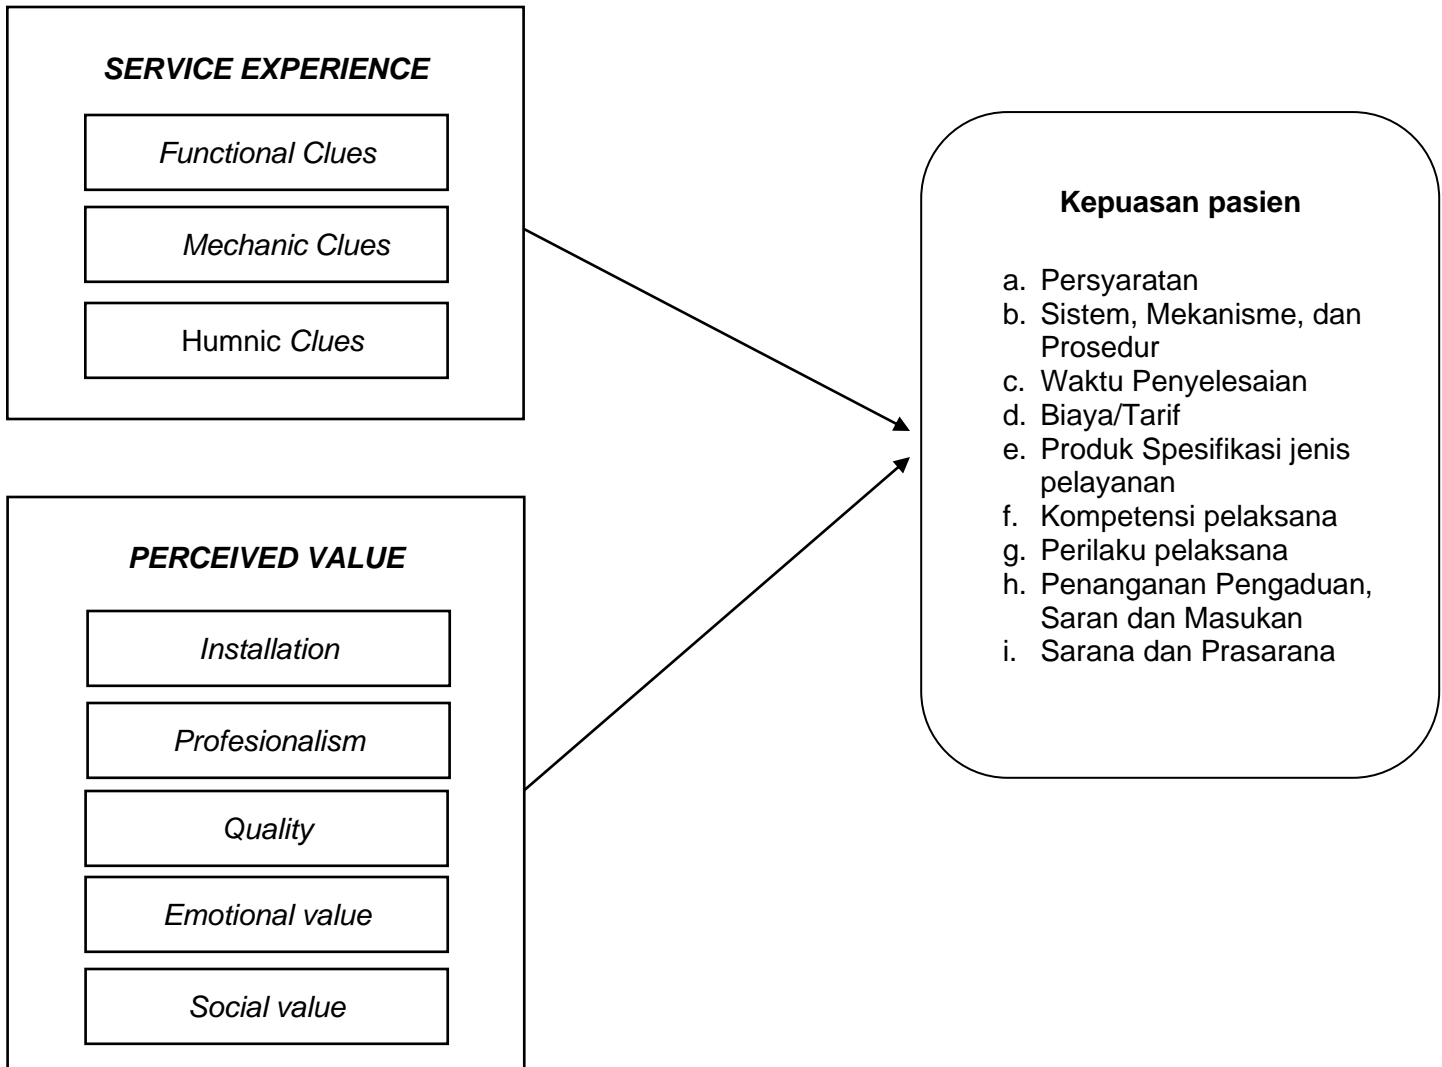 SERVICE EXPERIENCE
Functional Clues
Mechanic Clues
Humnic Clues
PERCEIVED VALUE
Installation
Profesionalism
Quality
Emotional value
Social value
Kepuasan pasien
a. Persyaratan
b. Sistem, Mekanisme, dan
Prosedur
c. Waktu Penyelesaian
d. Biaya/Tarif
e. Produk Spesifikasi jenis
pelayanan
f. Kompetensi pelaksana
g. Perilaku pelaksana
h. Penanganan Pengaduan,
Saran dan Masukan
i. Sarana dan Prasarana